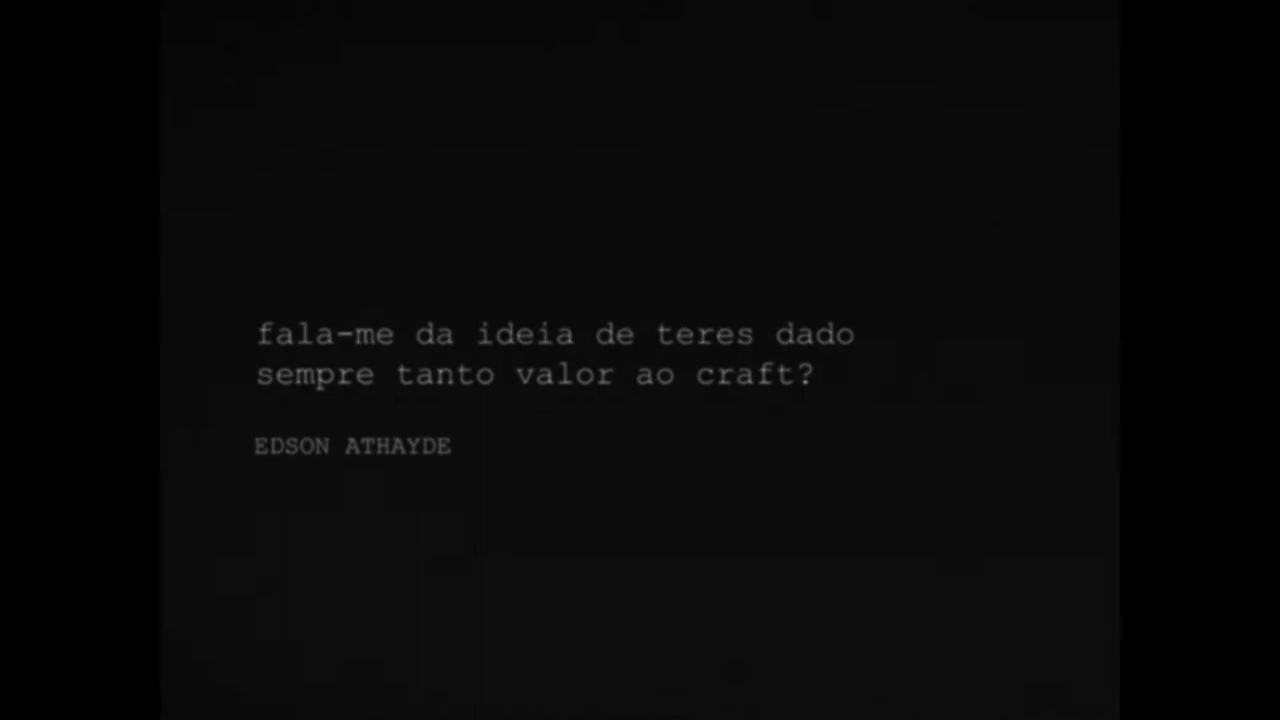 fala-me da ideia de teres dado
sempre tanto valor ao craft?
EDSON ATHAYDE